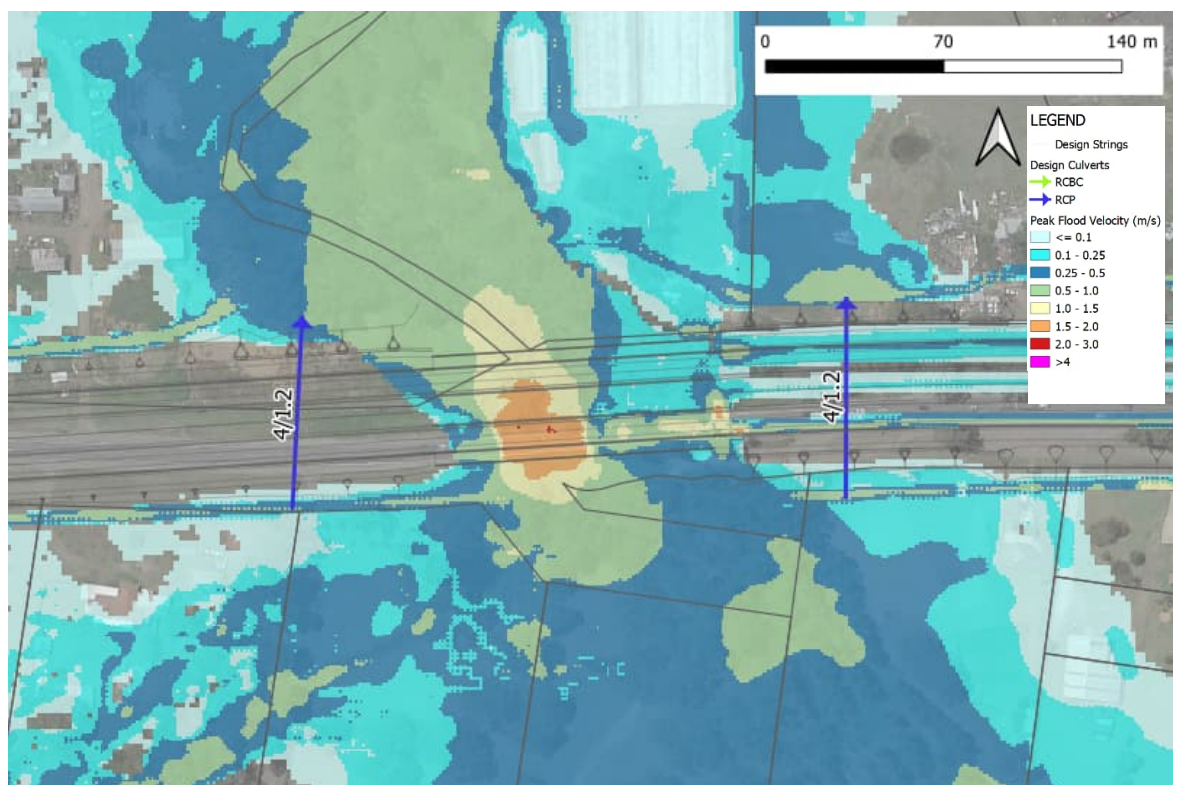 0 70 140 m
LEGEND
Design Strings
Design Culverts
RCBC
RCP
Peak Flood Velocity (m/s)
<= 0.1
0.1 - 0.25
0.25 - 0.5
0.5 - 1.0
1.0 - 1.5
1.5 - 2.0
2.0 - 3.0
>4
4/1.2
4/1.2